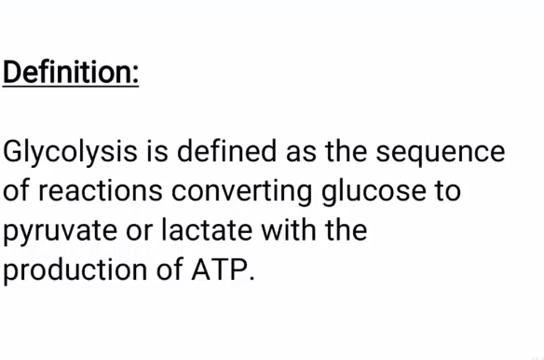 Definition:
Glycolysis is defined as the sequence
of reactions converting glucose to
pyruvate or lactate with the
production of ATP.